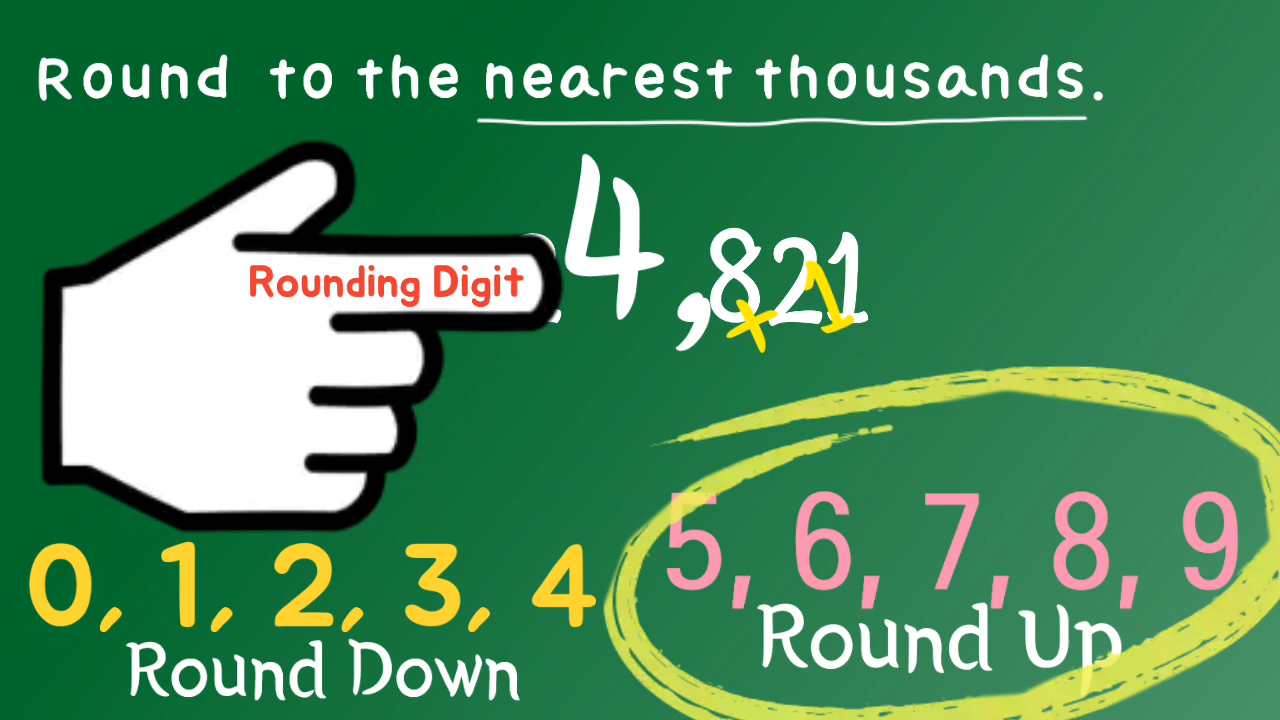 Round to the nearest thousands.
Rounding Digit
4,821
+1
0, 1, 2, 3, 4
Round Down
5, 6, 7, 8, 9
Round Up